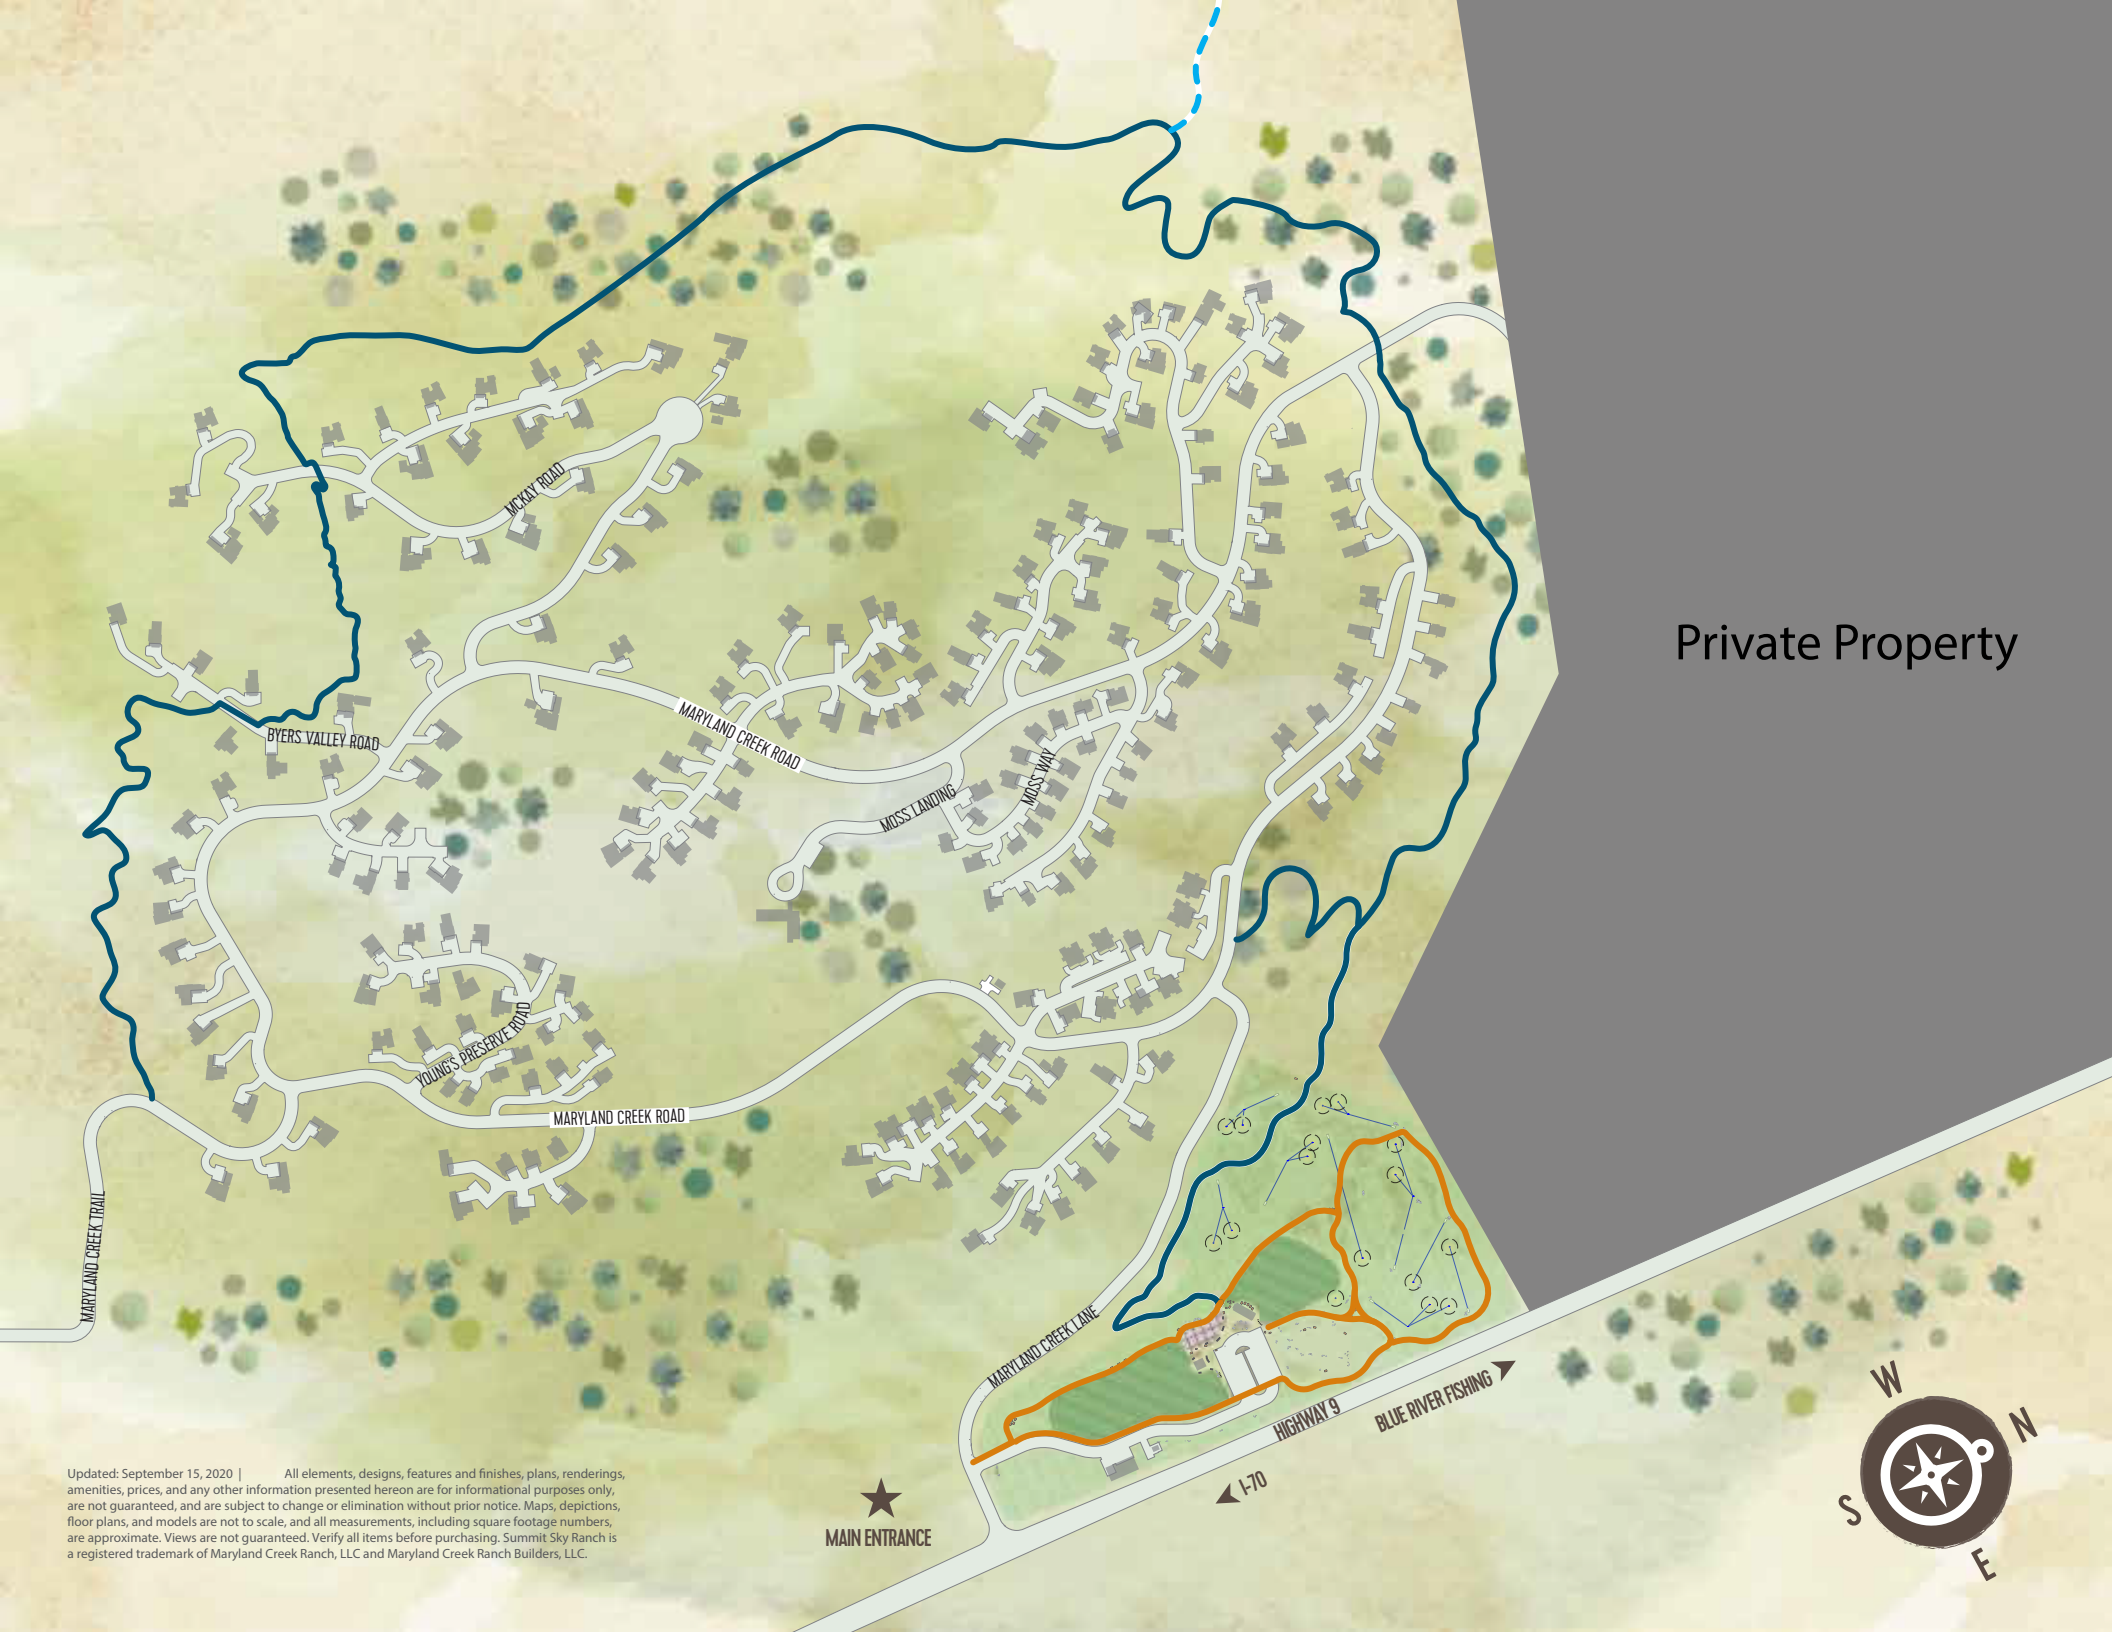 Private Property
MCKAY ROAD
MARYLAND CREEK ROAD
BYERS VALLEY ROAD
MOSS WAY
MOSS LANDING
YOUNG'S PRESERVE ROAD
MARYLAND CREEK ROAD
MARYLAND CREEK TRAIL
MARYLAND CREEK LANE
HIGHWAY 9
BLUE RIVER FISHING
I-70
MAIN ENTRANCE
W
N
S
E
Updated: September 15, 2020 | All elements, designs, features and finishes, plans, renderings,
amenities, prices, and any other information presented hereon are for informational purposes only,
are not guaranteed, and are subject to change or elimination without prior notice. Maps, depictions,
floor plans, and models are not to scale, and all measurements, including square footage numbers,
are approximate. Views are not guaranteed. Verify all items before purchasing. Summit Sky Ranch is
a registered trademark of Maryland Creek Ranch, LLC and Maryland Creek Ranch Builders, LLC.